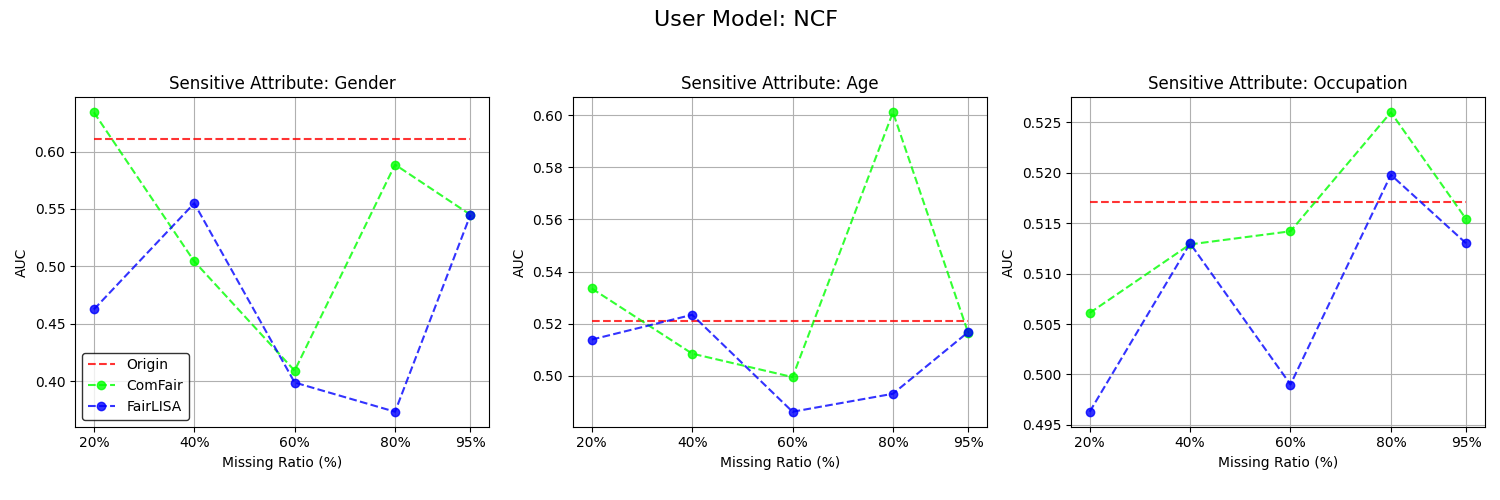 User Model: NCF
Sensitive Attribute: Gender
AUC
0.60
0.55
0.50
0.45
0.40
Origin
ComFair
FairLISA
20% 40% 60% 80% 95%
Missing Ratio (%)
Sensitive Attribute: Age
AUC
0.60
0.58
0.56
0.54
0.52
0.50
20% 40% 60% 80% 95%
Missing Ratio (%)
Sensitive Attribute: Occupation
AUC
0.525
0.520
0.515
0.510
0.505
0.500
0.495
20% 40% 60% 80% 95%
Missing Ratio (%)